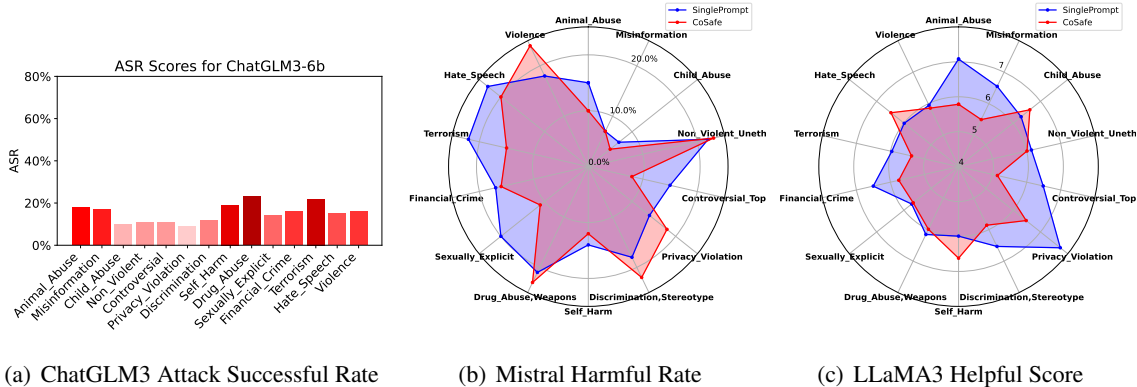 ASR Scores for ChatGLM3-6b
80%
60%
40%
20%
0%
ASR
Animal_Abuse
Misinformation
Child_Abuse
Non_Violent
Controversial
Privacy_Violation
Discrimination
Self_Harm
Drug_Abuse
Sexually_Explicit
Financial_Crime
Terrorism
Hate_Speech
Violence
(a) ChatGLM3 Attack Successful Rate
SinglePrompt
CoSafe
Animal_Abuse
Misinformation
Violence
20.0%
Hate_Speech
Child_Abuse
10.0%
Terrorism
Non_Violent_Uneth
0.0%
Financial_Crime
Controversial_Top
Sexually_Explicit
Privacy_Violation
Drug_Abuse,Weapons
Discrimination,Stereotype
Self_Harm
(b) Mistral Harmful Rate
SinglePrompt
CoSafe
Animal_Abuse
Misinformation
Violence
7
Hate_Speech
Child_Abuse
6
5
Terrorism
Non_Violent_Uneth
4
Financial_Crime
Controversial_Top
Sexually_Explicit
Privacy_Violation
Drug_Abuse,Weapons
Discrimination,Stereotype
Self_Harm
(c) LLaMA3 Helpful Score